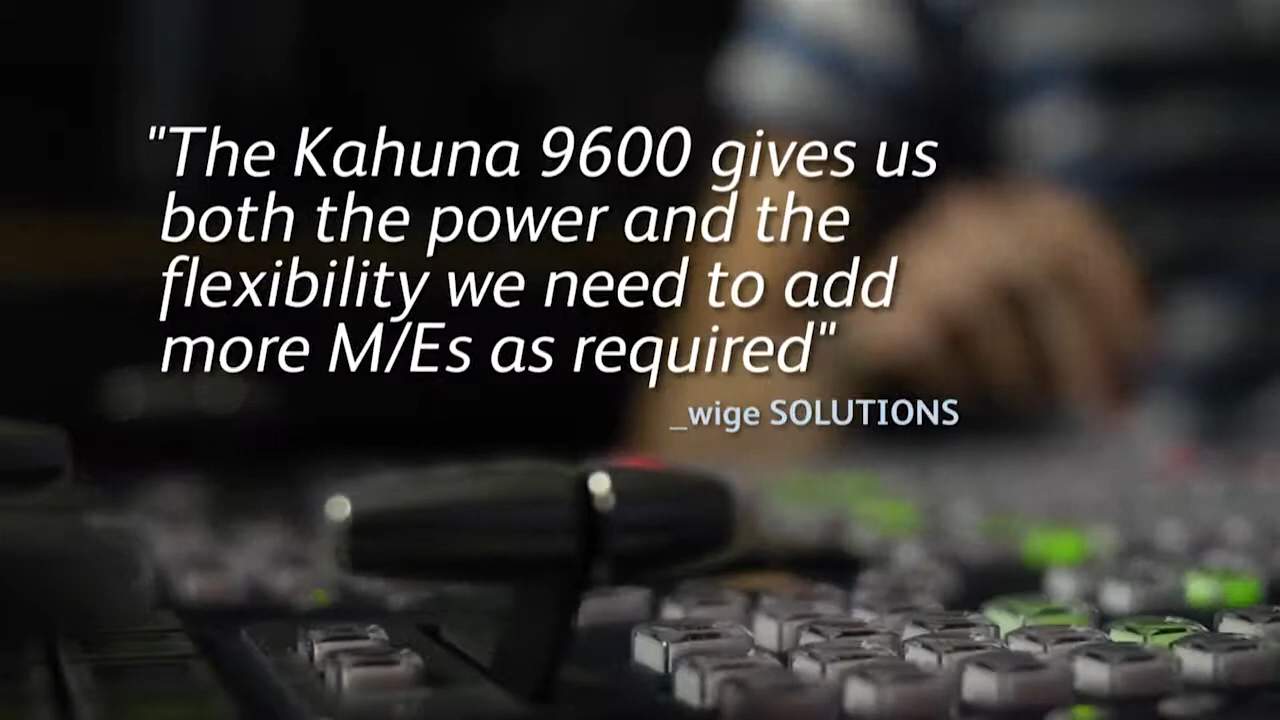 "The Kahuna 9600 gives us
both the power and the
flexibility we need to add
more M/Es as required"
_wige SOLUTIONS